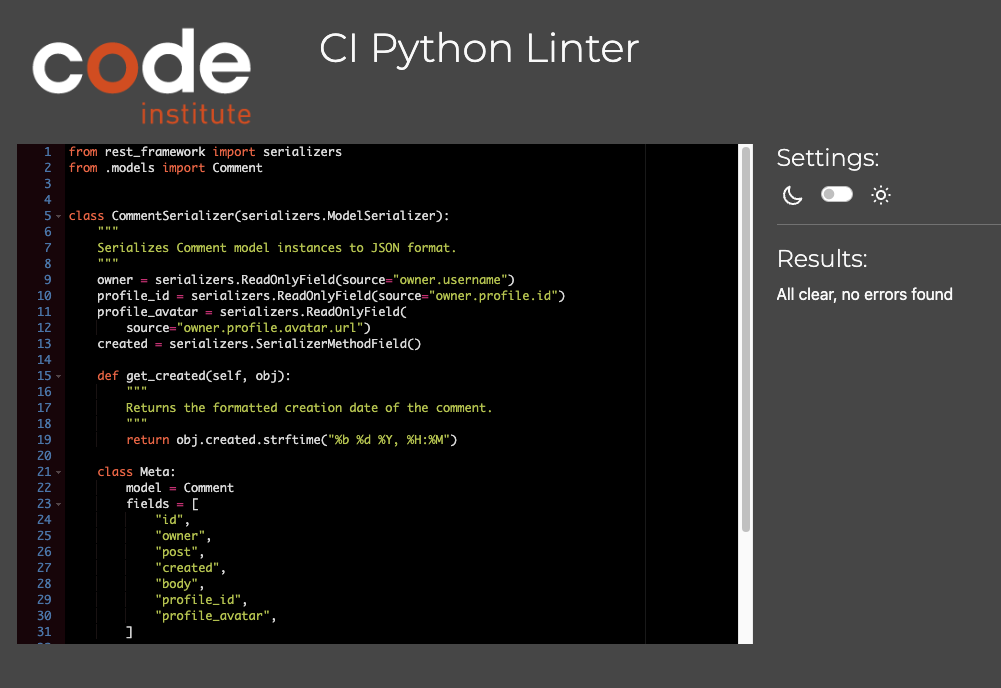 code
institute
CI Python Linter
1 from rest_framework import serializers
2 from .models import Comment
3
4
5 class CommentSerializer(serializers.ModelSerializer):
6     """
7     Serializes Comment model instances to JSON format.
8     """
9     owner = serializers.ReadOnlyField(source="owner.username")
10     profile_id = serializers.ReadOnlyField(source="owner.profile.id")
11     profile_avatar = serializers.ReadOnlyField(
12         source="owner.profile.avatar.url")
13     created = serializers.SerializerMethodField()
14
15     def get_created(self, obj):
16         """
17         Returns the formatted creation date of the comment.
18         """
19         return obj.created.strftime("%b %d %Y, %H:%M")
20
21     class Meta:
22         model = Comment
23         fields = [
24             "id",
25             "owner",
26             "post",
27             "created",
28             "body",
29             "profile_id",
30             "profile_avatar",
31         ]
Settings:
Results:
All clear, no errors found